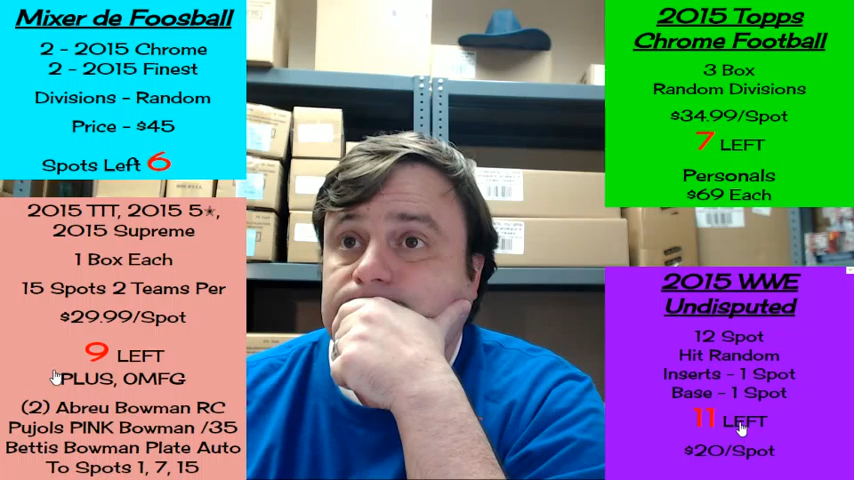 Mixer de Foosball
2 - 2015 Chrome
2 - 2015 Finest
Divisions - Random
Price - $45
Spots Left 6
2015 TTT, 2015 5★,
2015 Supreme
1 Box Each
15 Spots 2 Teams Per
$29.99/Spot
9 LEFT
PLUS, OMFG
(2) Abreu Bowman RC
Pujols PINK Bowman /35
Bettis Bowman Plate Auto
To Spots 1, 7, 15
2015 Topps
Chrome Football
3 Box
Random Divisions
$34.99/Spot
7 LEFT
Personals
$69 Each
2015 WWE
Undisputed
12 Spot
Hit Random
Inserts - 1 Spot
Base - 1 Spot
11 LEFT
$20/Spot